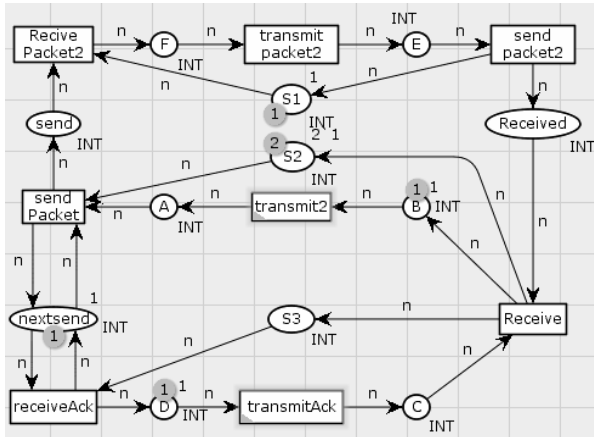 n n n INT n
Recive Packet2
F
transmit packet2
E
send packet2
n INT 1 n n
S1
1
INT
send
INT
n
Received
INT
2
S2
2 1
INT
n n
send Packet
n
A
INT
n
transmit2
n
B
1 1
INT
n n
n n
1
nextsend
1
INT
S3
INT
n
Receive
n n
n
receiveAck
n
D
1 1
INT
n
transmitAck
n
C
INT
n